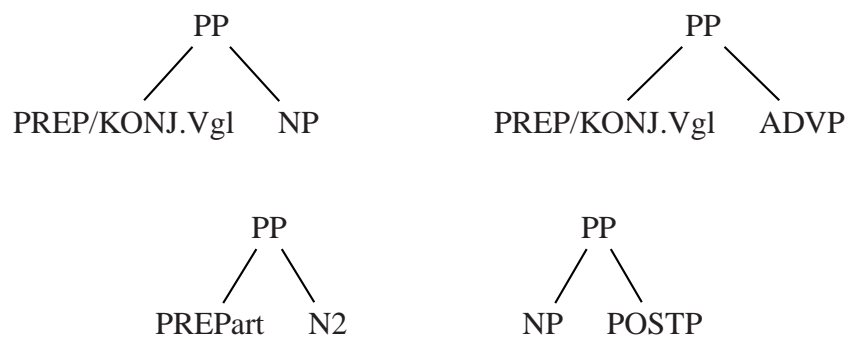 PP PP
PREP/KONJ.Vgl NP PREP/KONJ.Vgl ADVP
PP PP
PREPart N2 NP POSTP